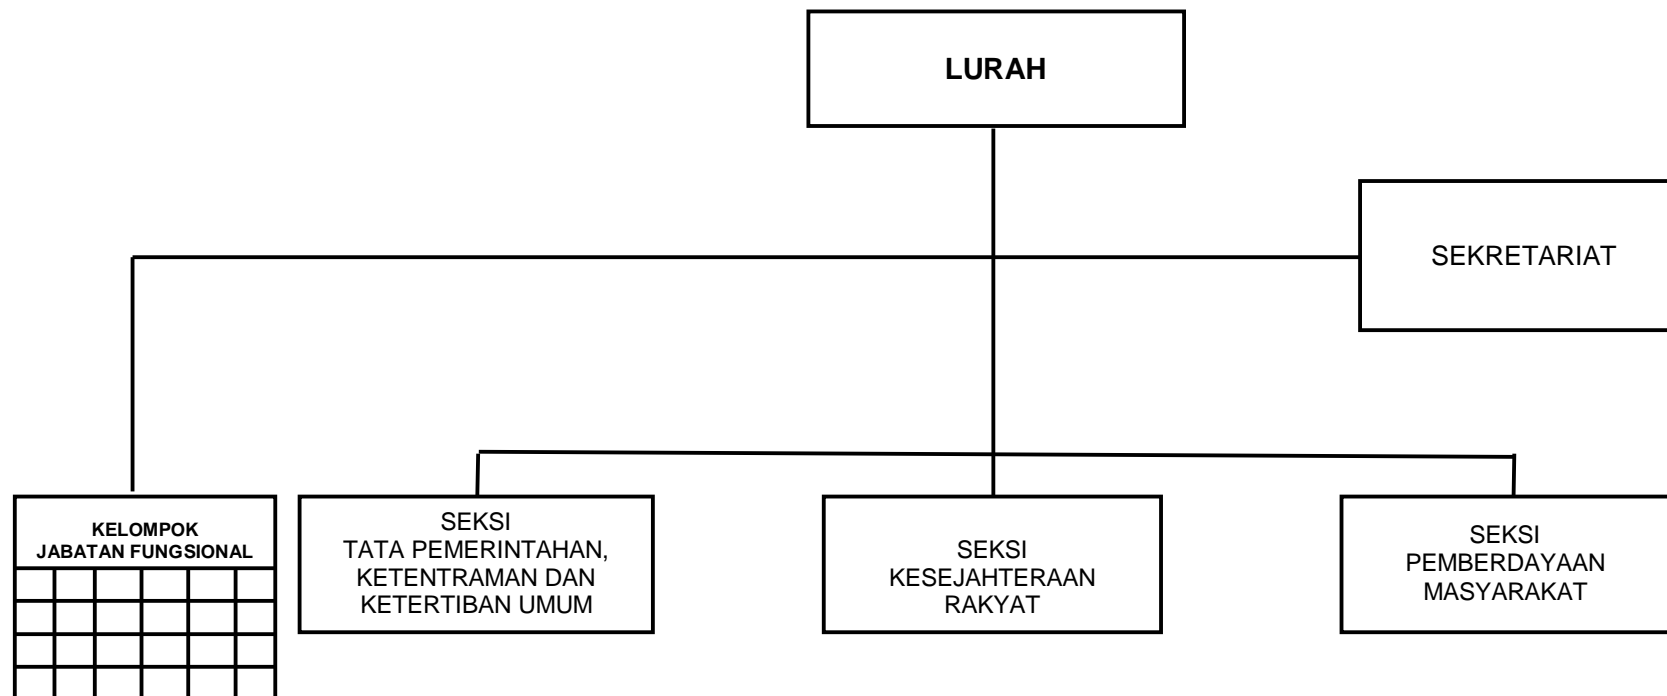 LURAH
SEKRETARIAT
KELOMPOK
JABATAN FUNGSIONAL
SEKSI
TATA PEMERINTAHAN,
KETENTRAMAN DAN
KETERTIBAN UMUM
SEKSI
KESEJAHTERAAN
RAKYAT
SEKSI
PEMBERDAYAAN
MASYARAKAT